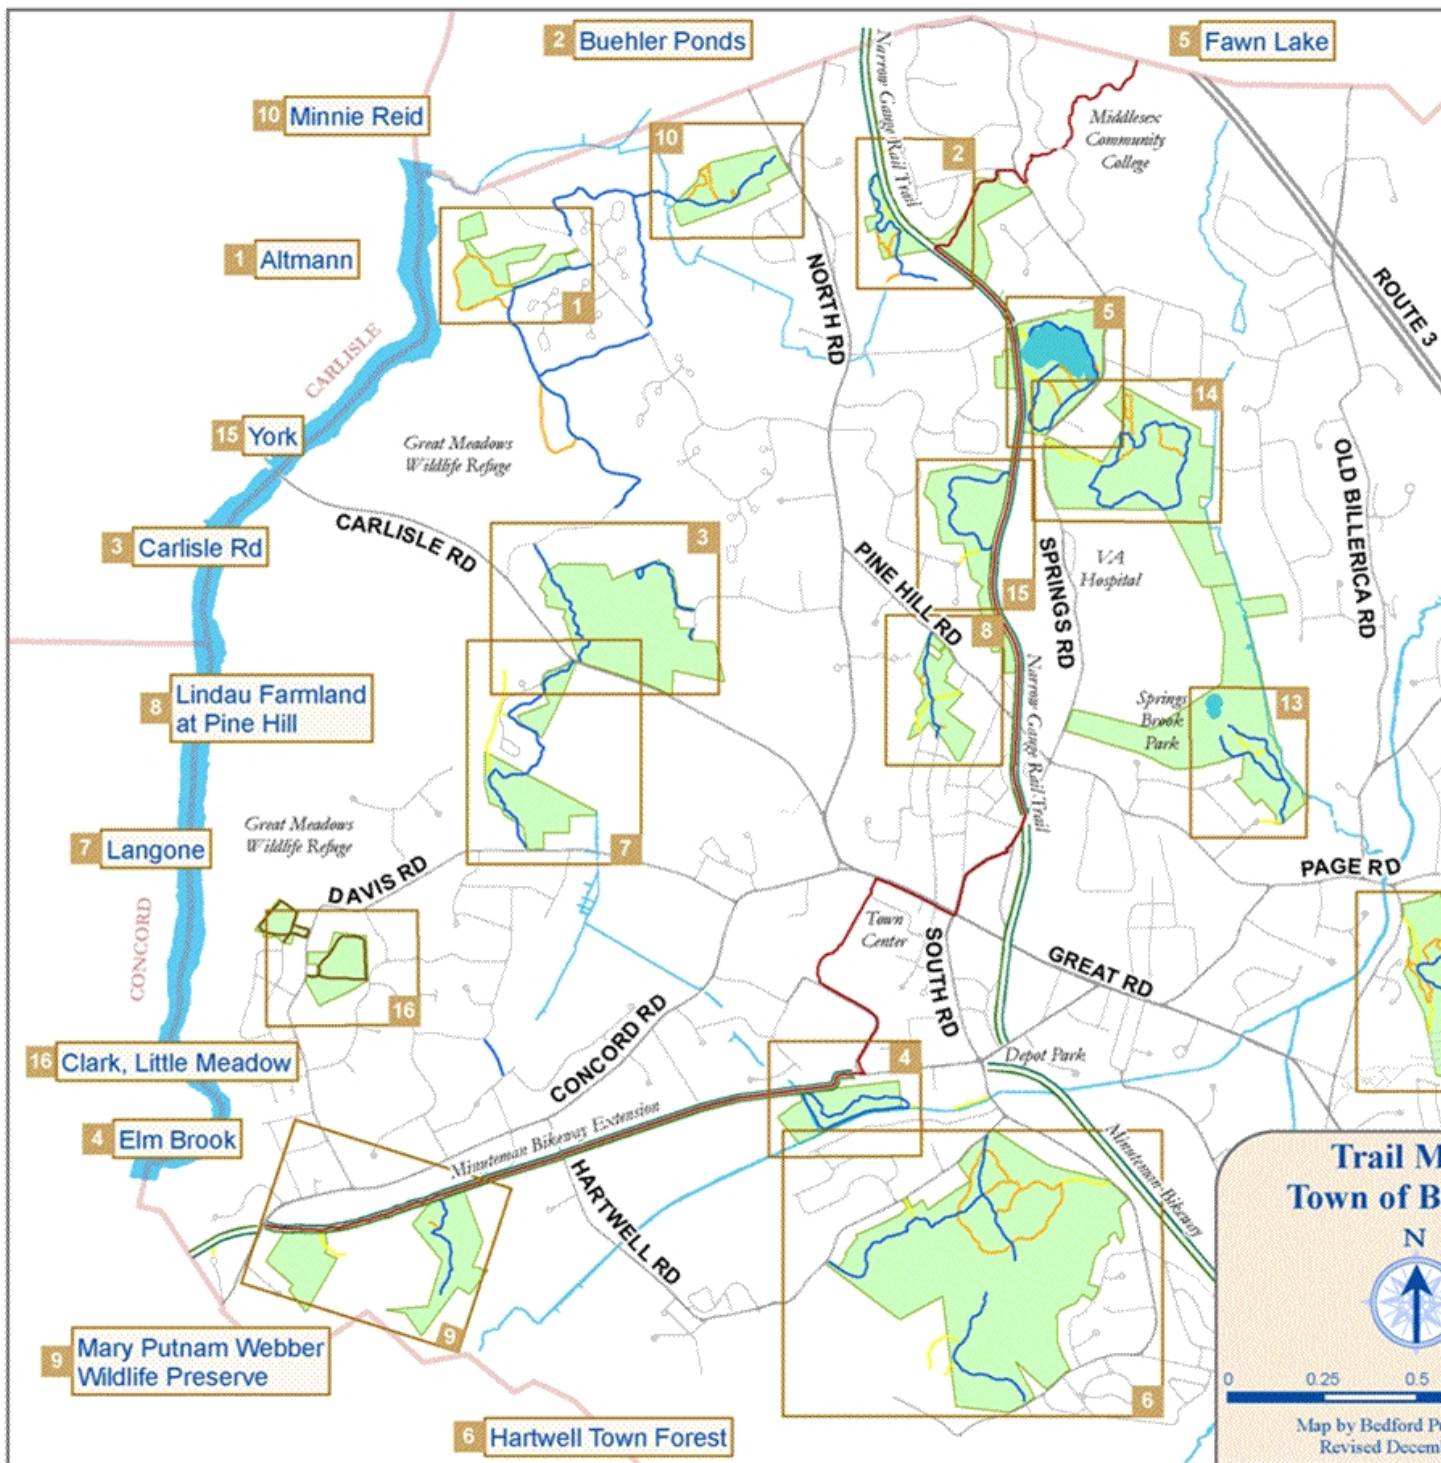 2 Buehler Ponds
5 Fawn Lake
10 Minnie Reid
1 Altmann
15 York
3 Carlisle Rd
8 Lindau Farmland
at Pine Hill
7 Langone
16 Clark, Little Meadow
4 Elm Brook
9 Mary Putnam Webber
Wildlife Preserve
6 Hartwell Town Forest
Narrow Gauge Rail Trail
Middlesex
Community
College
10
2
1
5
14
3
15
8
13
7
16
4
9
6
NORTH RD
ROUTE 3
CARLISLE
Great Meadows
Wildlife Refuge
CARLISLE RD
OLD BILLERICA RD
PINE HILL RD
SPRINGS RD
VA
Hospital
Narrow Gauge Rail Trail
Springs
Brook
Park
Great Meadows
Wildlife Refuge
DAVIS RD
PAGE RD
CONCORD
Town
Center
SOUTH RD
GREAT RD
CONCORD RD
Depot Park
Minuteman Bikeway Extension
Minuteman Bikeway
HARTWELL RD
Trail M
Town of B
N
0 0.25 0.5
Map by Bedford P
Revised Decem